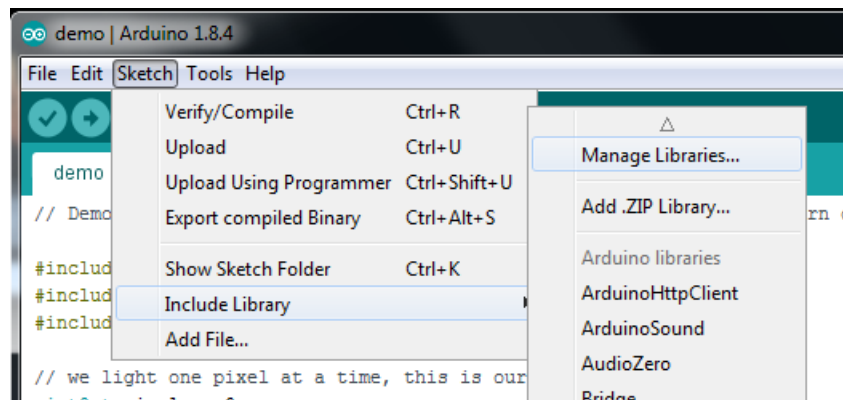 demo | Arduino 1.8.4
File Edit Sketch Tools Help
Verify/Compile Ctrl+R
Upload Ctrl+U
Upload Using Programmer Ctrl+Shift+U
Export compiled Binary Ctrl+Alt+S
Show Sketch Folder Ctrl+K
Include Library
Add File...
Manage Libraries...
Add .ZIP Library...
Arduino libraries
ArduinoHttpClient
ArduinoSound
AudioZero
Bridge
demo
// Demo
#includ
#includ
#includ
// we light one pixel at a time, this is our